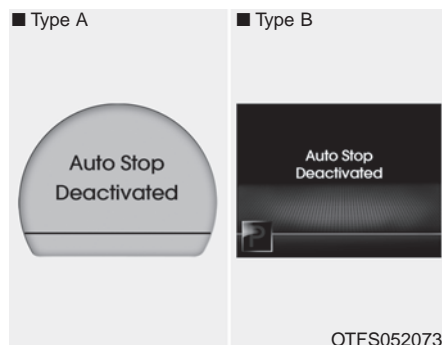 ■ Type A
Auto Stop
Deactivated
■ Type B
Auto Stop
Deactivated
P
OTFS052073